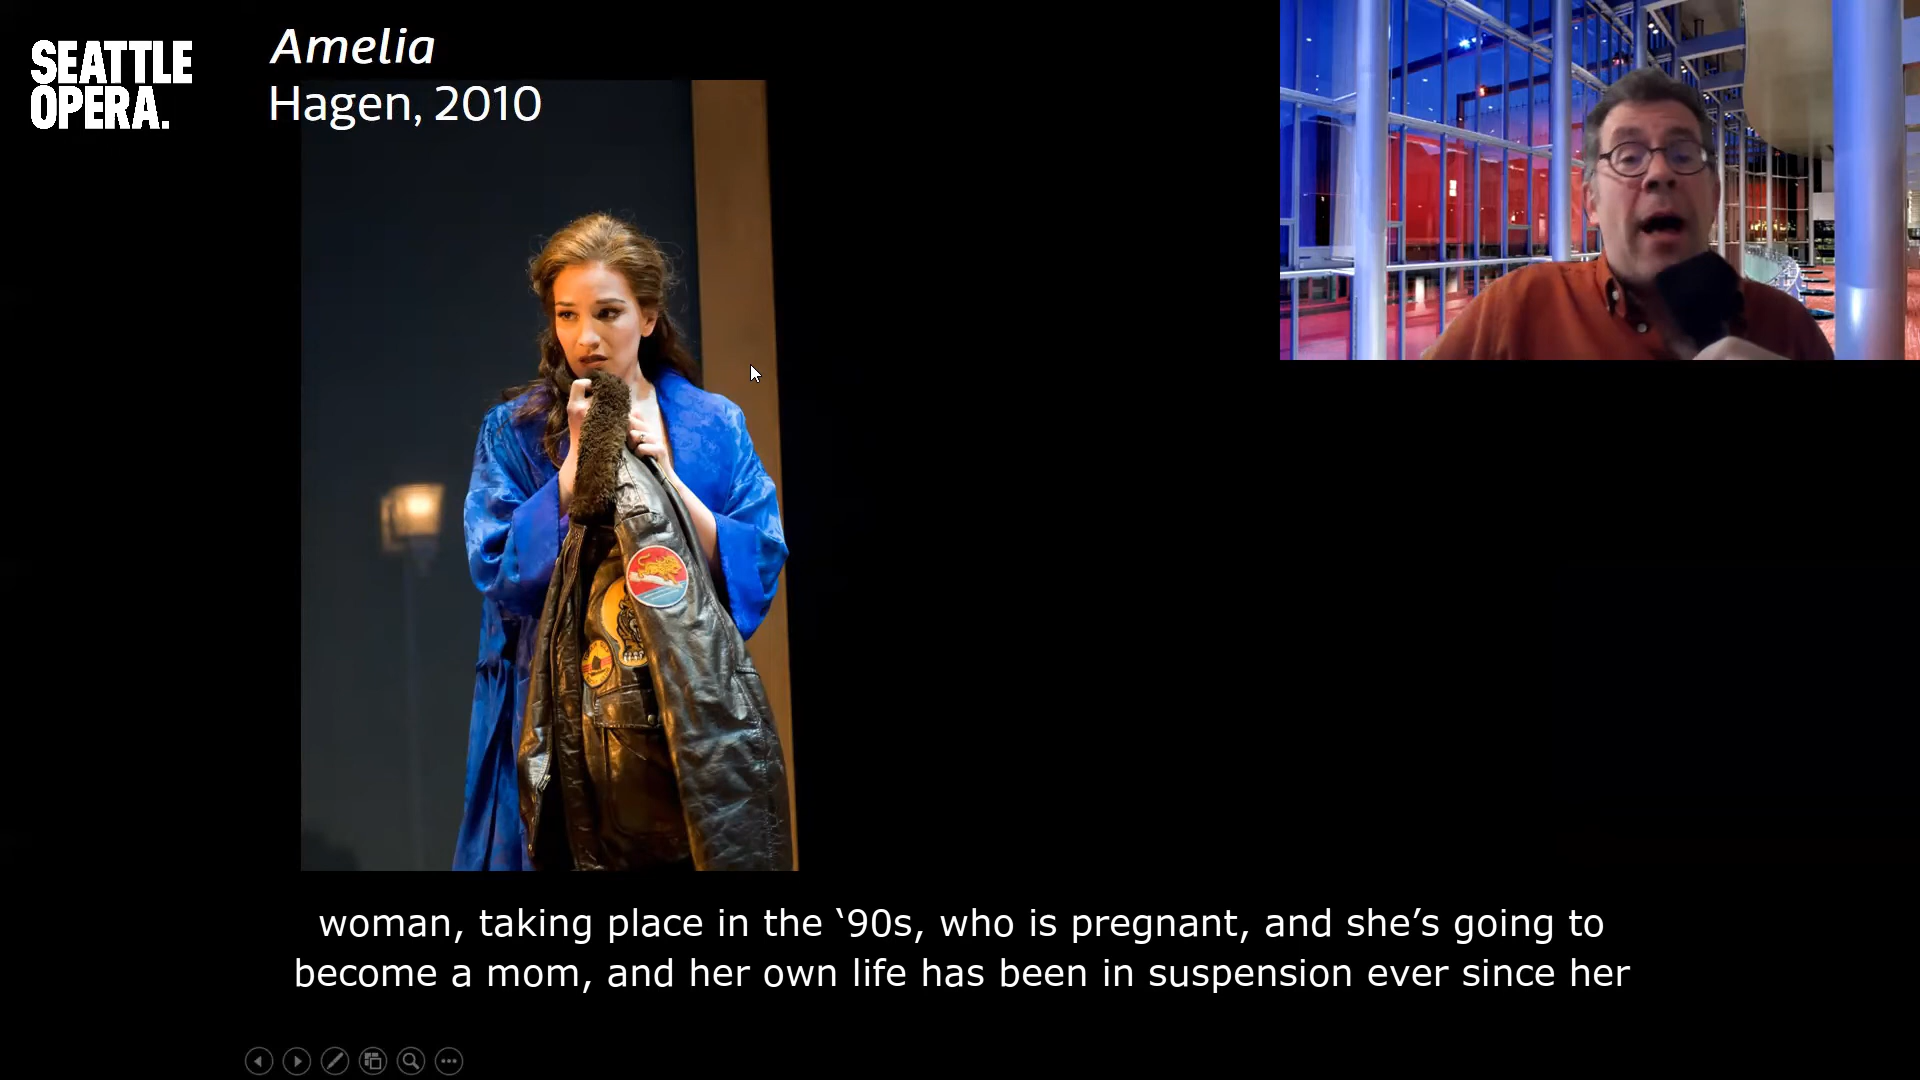 SEATTLE
OPERA.
Amelia
Hagen, 2010
woman, taking place in the ‘90s, who is pregnant, and she’s going to
become a mom, and her own life has been in suspension ever since her